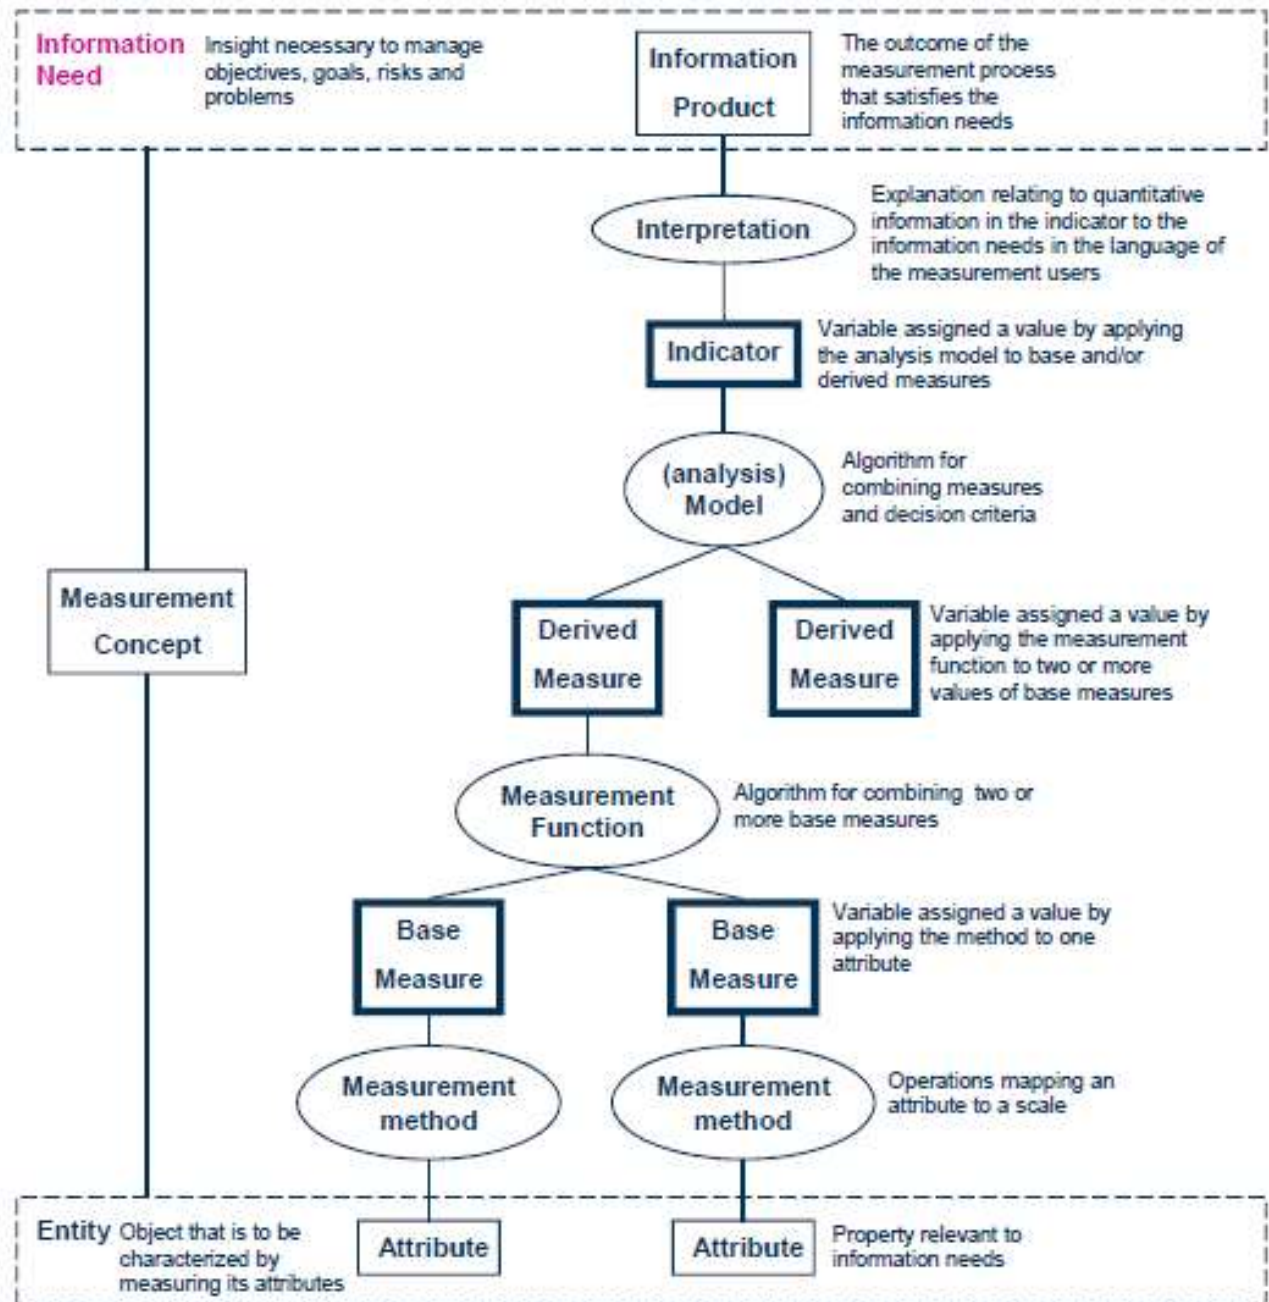 Information
Need
Insight necessary to manage
objectives, goals, risks and
problems
Information
Product
The outcome of the
measurement process
that satisfies the
information needs
Interpretation
Explanation relating to quantitative
information in the indicator to the
information needs in the language of
the measurement users
Indicator
Variable assigned a value by applying
the analysis model to base and/or
derived measures
(analysis)
Model
Algorithm for
combining measures
and decision criteria
Measurement
Concept
Derived
Measure
Derived
Measure
Variable assigned a value by
applying the measurement
function to two or more
values of base measures
Measurement
Function
Algorithm for combining two or
more base measures
Base
Measure
Base
Measure
Variable assigned a value by
applying the method to one
attribute
Measurement
method
Measurement
method
Operations mapping an
attribute to a scale
Entity
Object that is to be
characterized by
measuring its attributes
Attribute
Attribute
Property relevant to
information needs